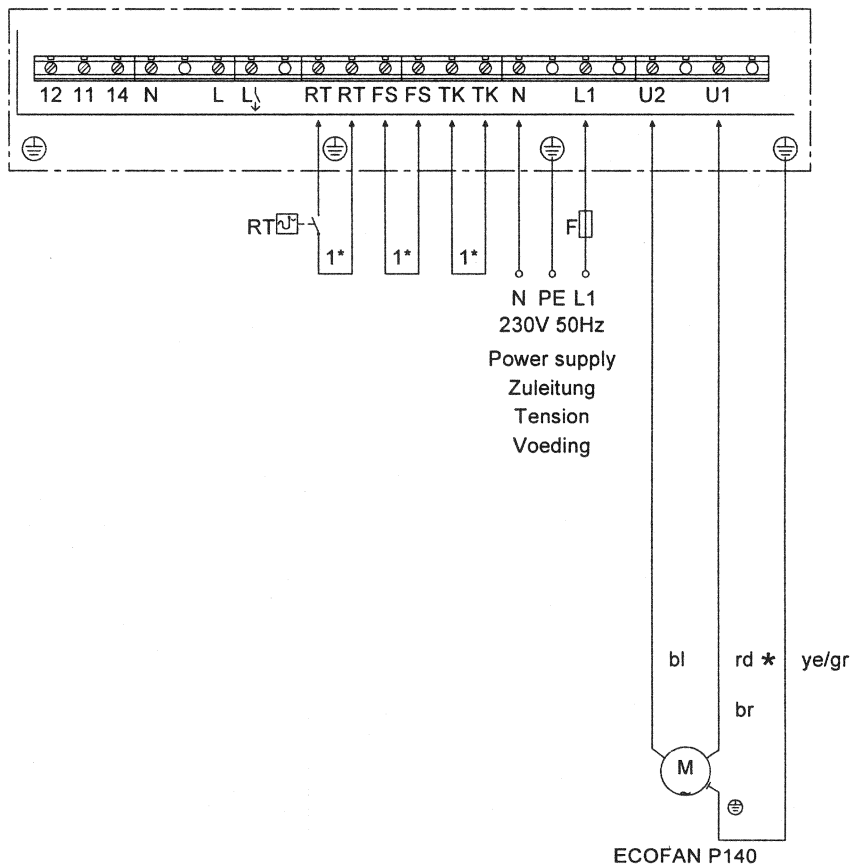 12 11 14 N L L RT RT FS FS TK TK N L1 U2 U1
RT
F
1* 1* 1*
N PE L1
230V 50Hz
Power supply
Zuleitung
Tension
Voeding
bl rd * ye/gr
br
M
~
ECOFAN P140